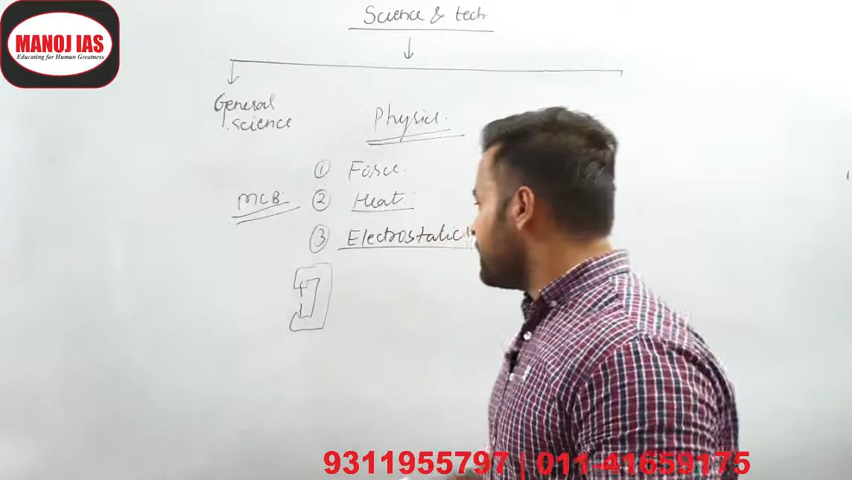 MANOJ IAS
Educating for Human Greatness
Science & tech.
General
science
Physics.
① Force.
MCB.
② Heat.
③ Electrostatics
9311955797 | 011-41659175